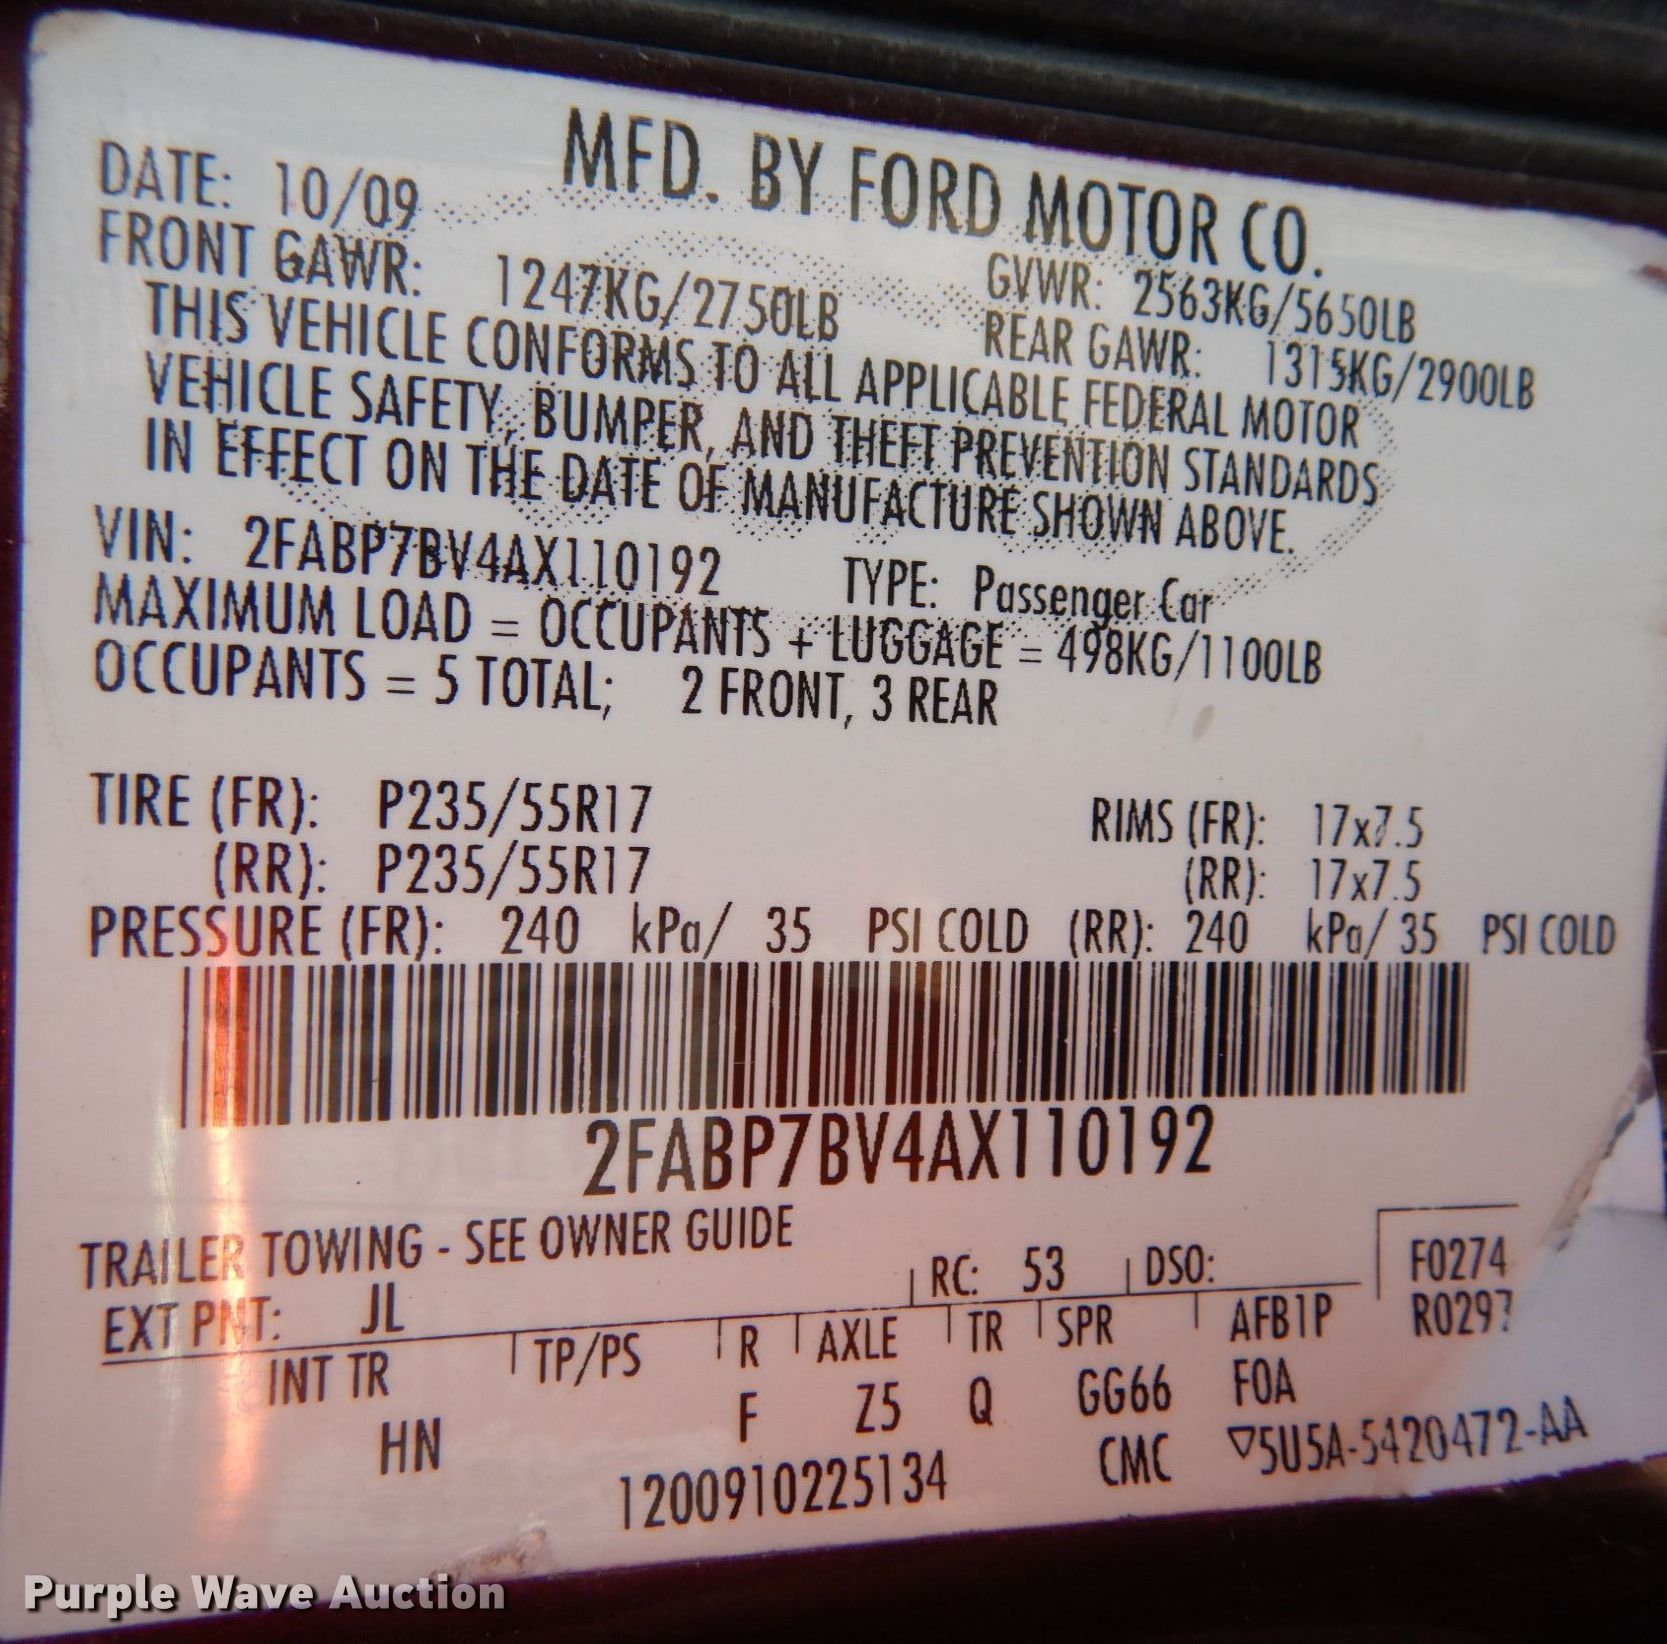 MFD. BY FORD MOTOR CO.
DATE: 10/09 GVWR: 2563KG/5650LB
FRONT GAWR: 1247KG/2750LB REAR GAWR: 1315KG/2900LB
THIS VEHICLE CONFORMS TO ALL APPLICABLE FEDERAL MOTOR
VEHICLE SAFETY, BUMPER, AND THEFT PREVENTION STANDARDS
IN EFFECT ON THE DATE OF MANUFACTURE SHOWN ABOVE.
VIN: 2FABP7BV4AX110192 TYPE: Passenger Car
MAXIMUM LOAD = OCCUPANTS + LUGGAGE = 498KG/1100LB
OCCUPANTS = 5 TOTAL; 2 FRONT, 3 REAR
TIRE (FR): P235/55R17 RIMS (FR): 17x7.5
(RR): P235/55R17 (RR): 17x7.5
PRESSURE (FR): 240 kPa/ 35 PSI COLD (RR): 240 kPa/ 35 PSI COLD
2FABP7BV4AX110192
TRAILER TOWING - SEE OWNER GUIDE
EXT PNT: JL RC: 53 DSO: F0274
INT TR TP/PS R AXLE TR SPR AFB1P R0297
HN F Z5 Q GG66 FOA
1200910225134 CMC ▽5U5A-5420472-AA
Purple Wave Auction